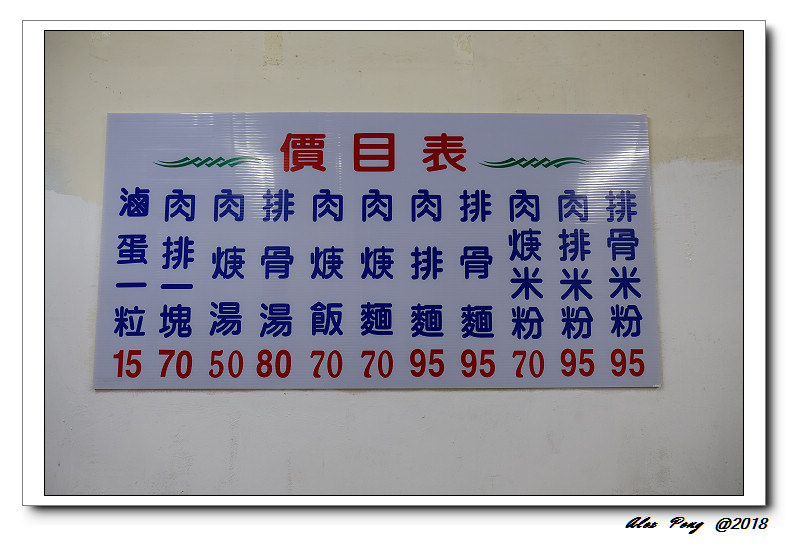 價目表
排骨米粉 95
肉排米粉 95
肉焿米粉 70
排骨麵 95
肉排麵 95
肉焿麵 70
肉焿飯 70
排骨湯 80
肉焿湯 50
肉排一塊 70
滷蛋一粒 15
@2018